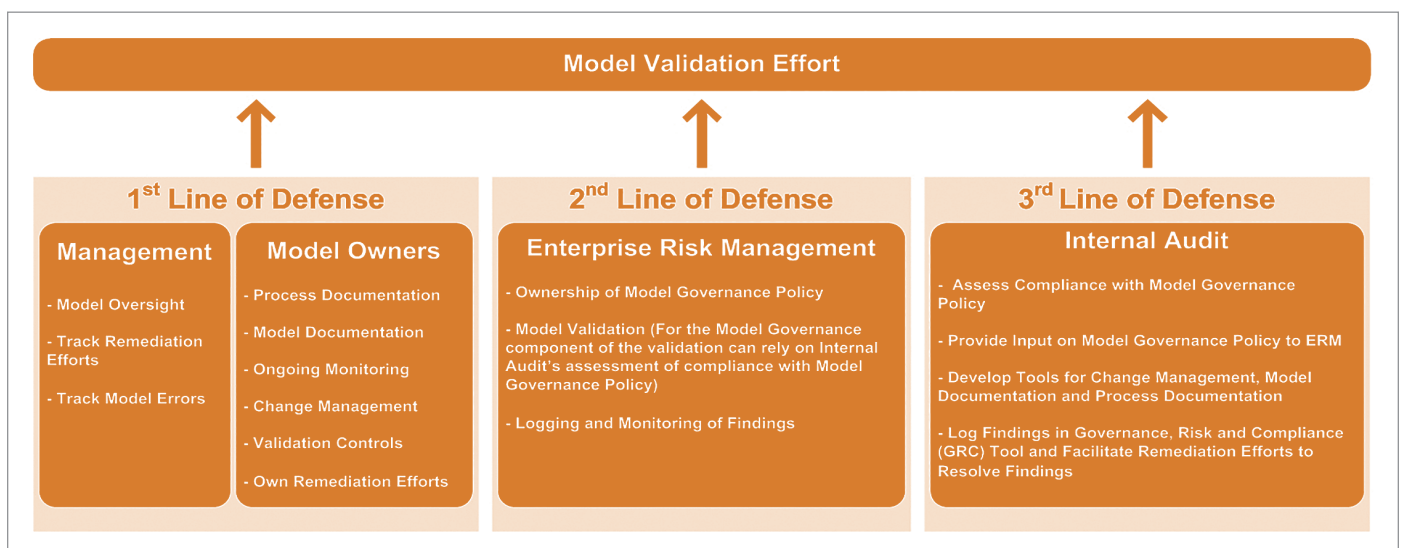 Model Validation Effort
1st Line of Defense
Management
- Model Oversight
- Track Remediation
Efforts
- Track Model Errors
Model Owners
- Process Documentation
- Model Documentation
- Ongoing Monitoring
- Change Management
- Validation Controls
- Own Remediation Efforts
2nd Line of Defense
Enterprise Risk Management
- Ownership of Model Governance Policy
- Model Validation (For the Model Governance
component of the validation can rely on Internal
Audit's assessment of compliance with Model
Governance Policy)
- Logging and Monitoring of Findings
3rd Line of Defense
Internal Audit
- Assess Compliance with Model Governance
Policy
- Provide Input on Model Governance Policy to ERM
- Develop Tools for Change Management, Model
Documentation and Process Documentation
- Log Findings in Governance, Risk and Compliance
(GRC) Tool and Facilitate Remediation Efforts to
Resolve Findings